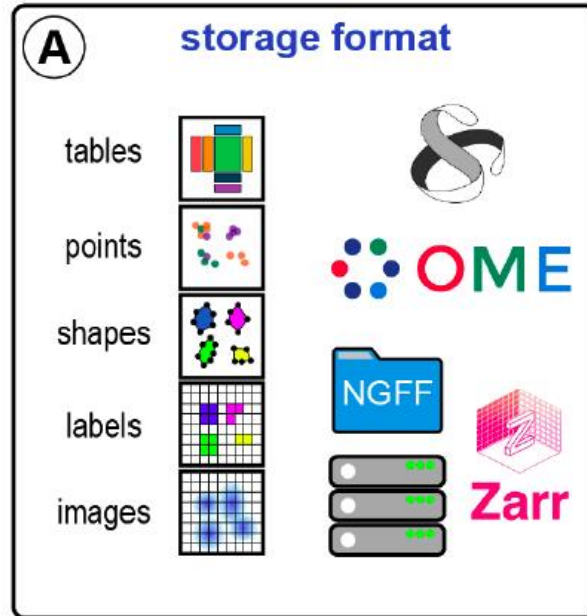 A
storage format
tables
points
OME
shapes
NGFF
labels
Zarr
images